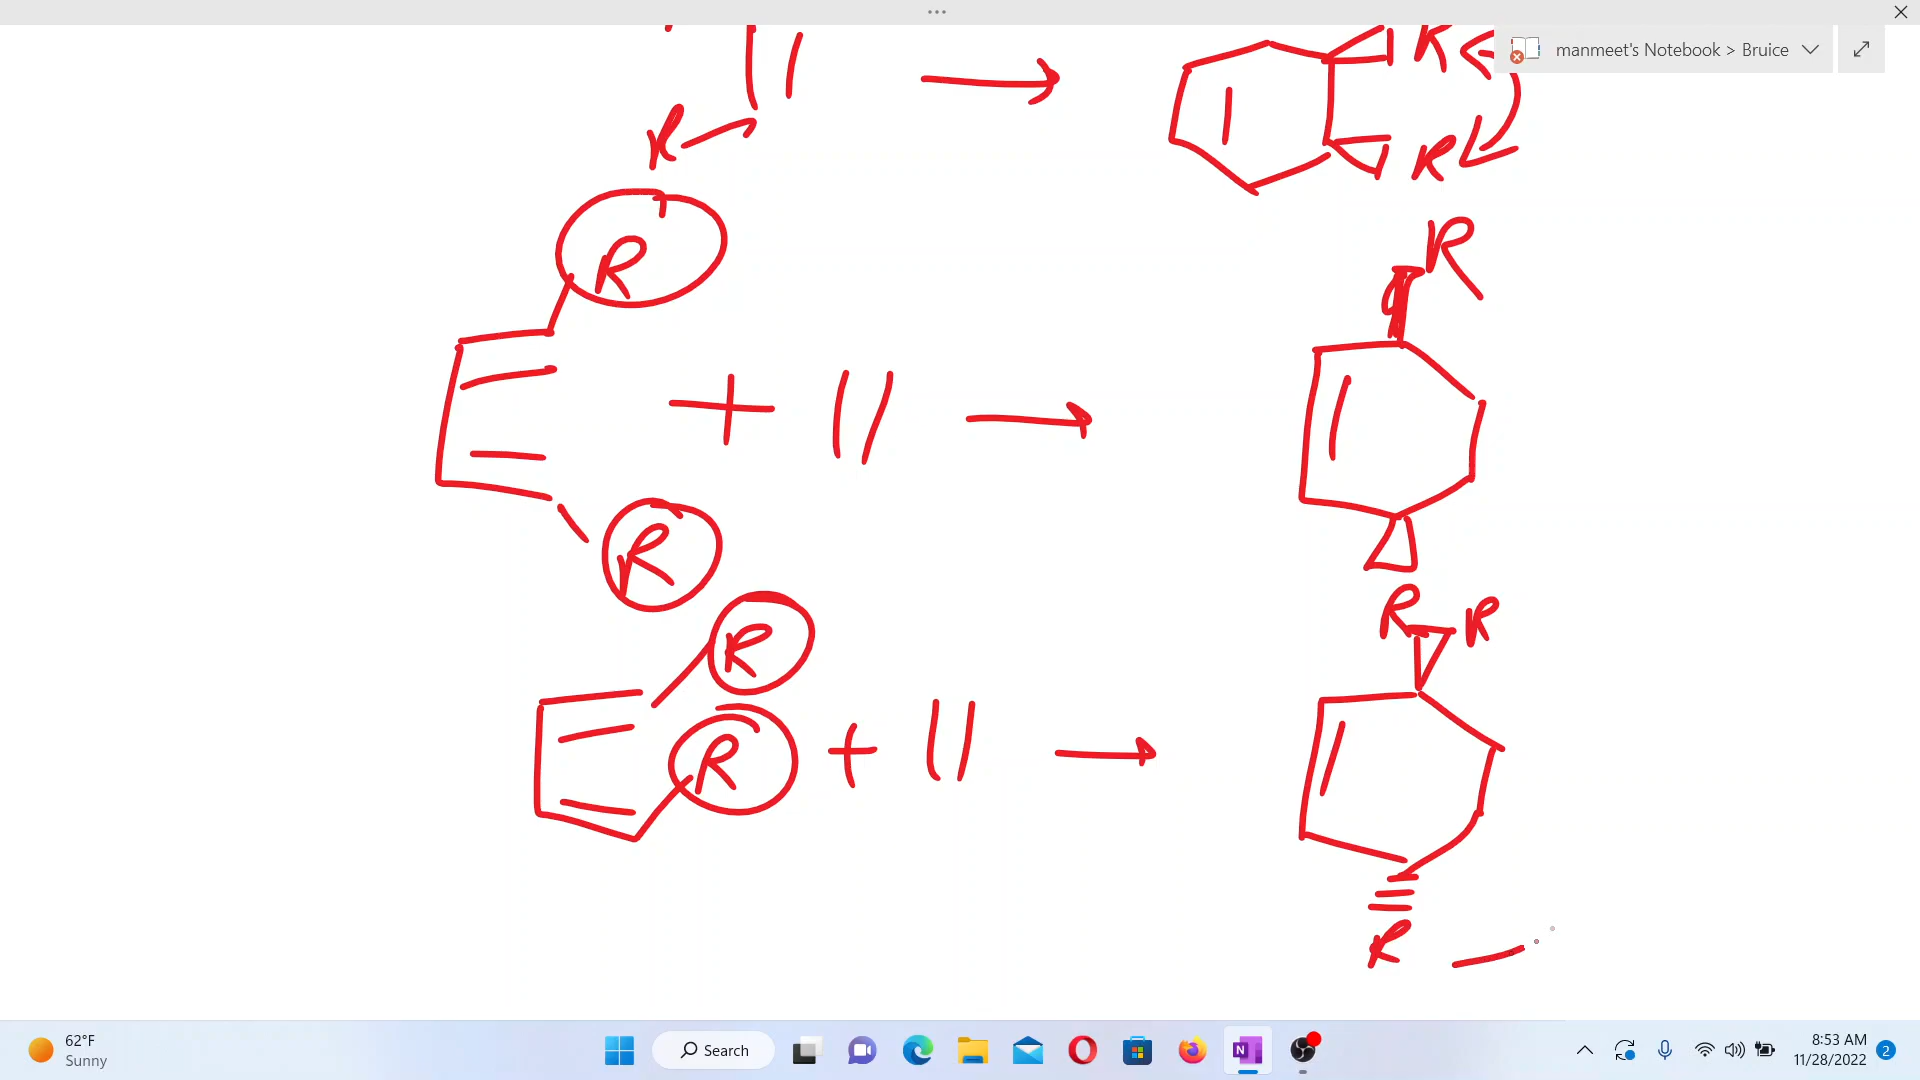 manmeet's Notebook > Bruice
R
R R
R
R
R
R R
R
R
R
62°F
Sunny
Search
8:53 AM
11/28/2022
2